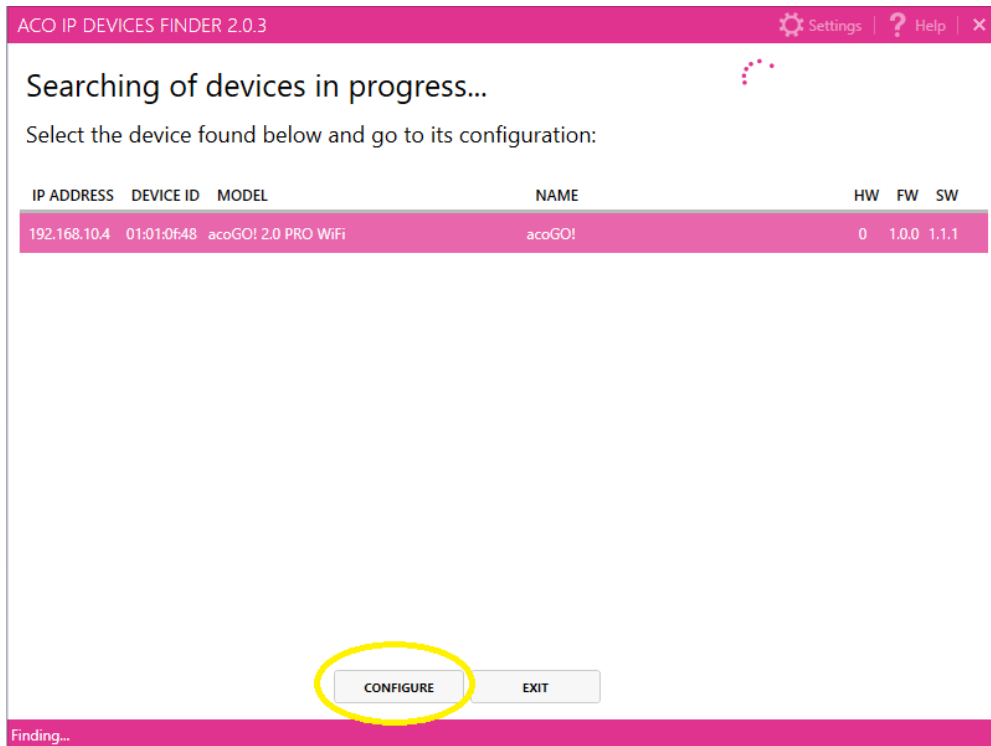 ACO IP DEVICES FINDER 2.0.3 Settings | ? Help | ×
Searching of devices in progress...
Select the device found below and go to its configuration:
IP ADDRESS DEVICE ID MODEL NAME HW FW SW
192.168.10.4 01:01:0f:48 acoGO! 2.0 PRO WiFi acoGO! 0 1.0.0 1.1.1
CONFIGURE EXIT
Finding...